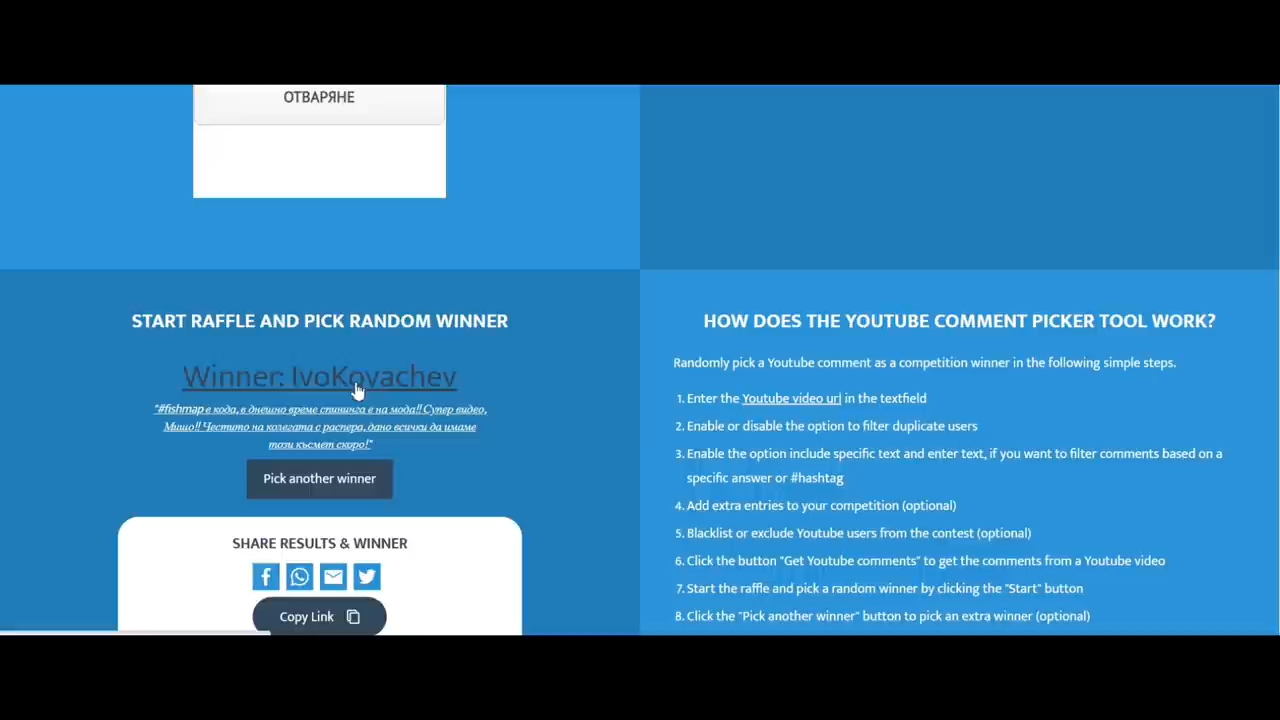 ОТВАРЯНЕ
START RAFFLE AND PICK RANDOM WINNER
Winner: IvoKovachev
"#fishmap е кода, в днешно време спининга е на мода!! Супер видео,
Мишо!! Честито на колегата с распера, дано всички да имаме
този късмет скоро!"
Pick another winner
SHARE RESULTS & WINNER
Copy Link
HOW DOES THE YOUTUBE COMMENT PICKER TOOL WORK?
Randomly pick a Youtube comment as a competition winner in the following simple steps.
1. Enter the Youtube video url in the textfield
2. Enable or disable the option to filter duplicate users
3. Enable the option include specific text and enter text, if you want to filter comments based on a
specific answer or #hashtag
4. Add extra entries to your competition (optional)
5. Blacklist or exclude Youtube users from the contest (optional)
6. Click the button "Get Youtube comments" to get the comments from a Youtube video
7. Start the raffle and pick a random winner by clicking the "Start" button
8. Click the "Pick another winner" button to pick an extra winner (optional)